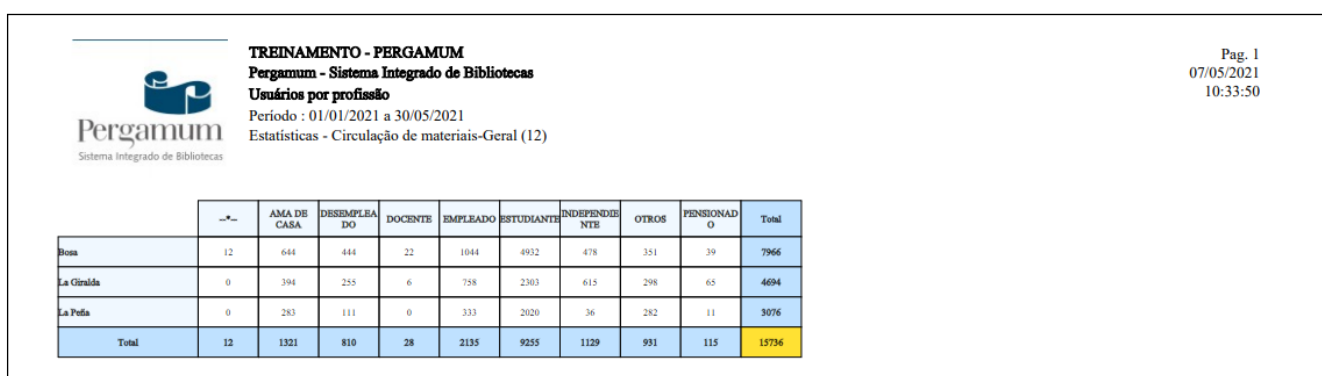 Pergamum
Sistema Integrado de Bibliotecas
TREINAMENTO - PERGAMUM
Pergamum - Sistema Integrado de Bibliotecas
Usuários por profissão
Período : 01/01/2021 a 30/05/2021
Estatísticas - Circulação de materiais-Geral (12)
Pag. 1
07/05/2021
10:33:50
--*-- AMA DE CASA DESEMPLEADO DOCENTE EMPLEADO ESTUDIANTE INDEPENDIENTE OTROS PENSIONADO Total
Bosa 12 644 444 22 1044 4932 478 351 39 7966
La Giralda 0 394 255 6 758 2303 615 298 65 4694
La Peña 0 283 111 0 333 2020 36 282 11 3076
Total 12 1321 810 28 2135 9255 1129 931 115 15736